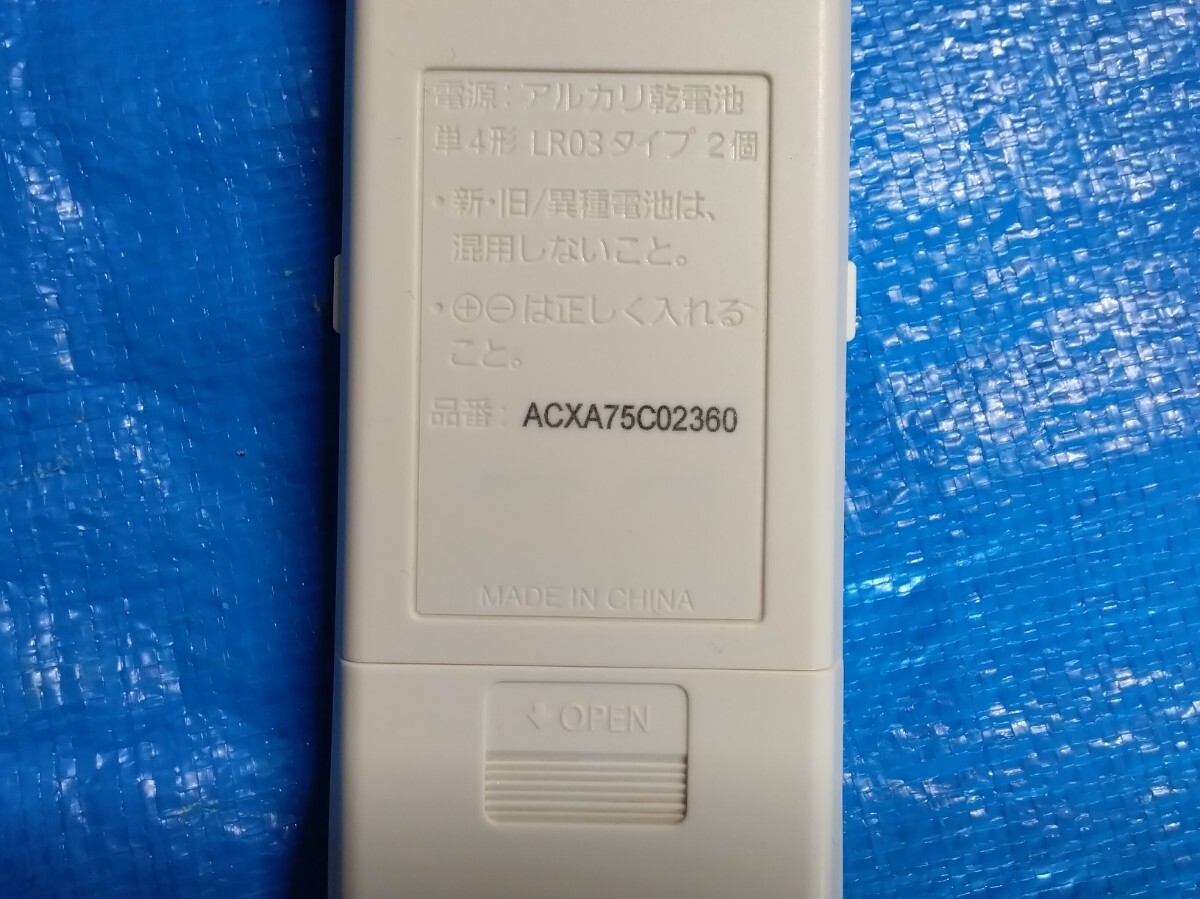 電源: アルカリ乾電池
単4形 LR03タイプ 2個
・新・旧/異種電池は、
混用しないこと。
・⊕⊖は正しく入れる
こと。
品番: ACXA75C02360
MADE IN CHINA
↓ OPEN